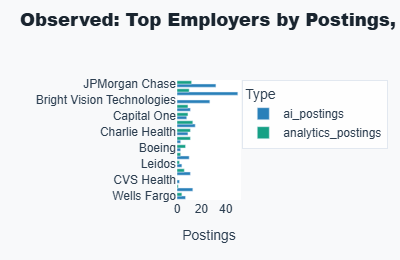 Observed: Top Employers by Postings,
JPMorgan Chase
Bright Vision Technologies
Capital One
Charlie Health
Boeing
Leidos
CVS Health
Wells Fargo
0 20 40
Postings
Type
ai_postings
analytics_postings